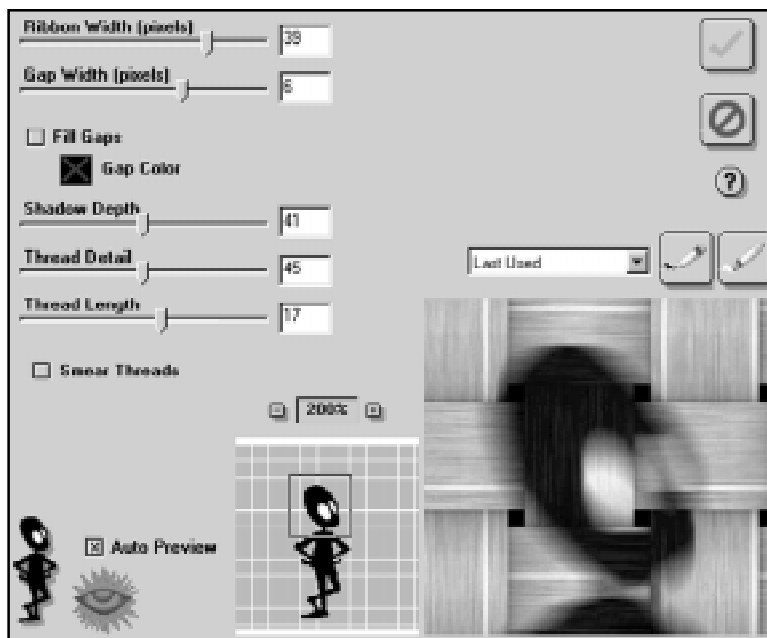 Ribbon Width (pixels)
39
Gap Width (pixels)
6
Fill Gaps
Gap Color
?
Shadow Depth
41
Last Used
Thread Detail
45
Thread Length
17
Smear Threads
200%
Auto Preview